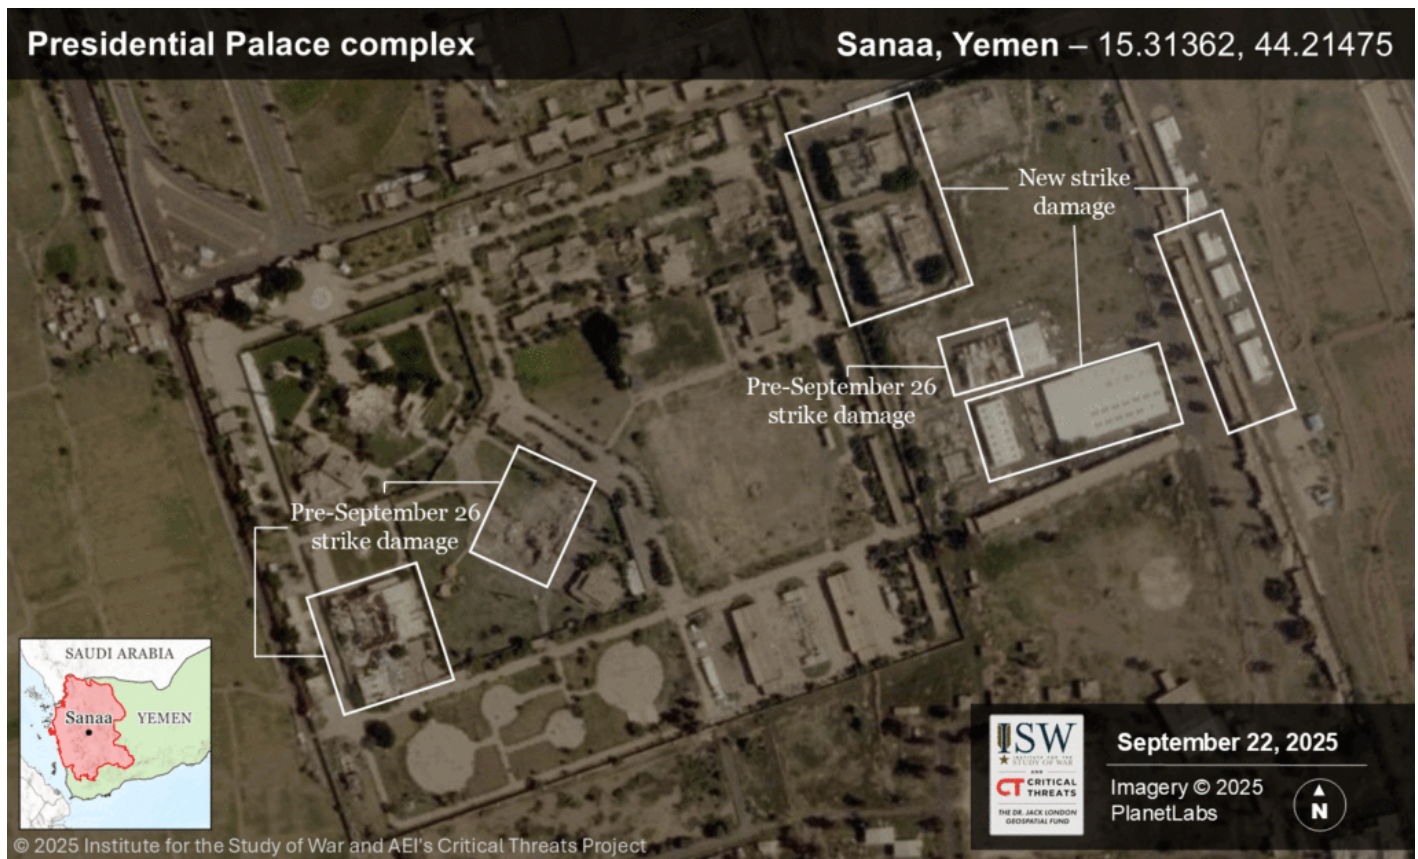 Presidential Palace complex
Sanaa, Yemen – 15.31362, 44.21475
New strike
damage
Pre-September 26
strike damage
Pre-September 26
strike damage
SAUDI ARABIA
Sanaa
YEMEN
ISW
INSTITUTE FOR THE
STUDY OF WAR
AND
CT CRITICAL
THREATS
THE DR. JACK LONDON
GEOSPATIAL FUND
September 22, 2025
Imagery © 2025
PlanetLabs
N
© 2025 Institute for the Study of War and AEI's Critical Threats Project